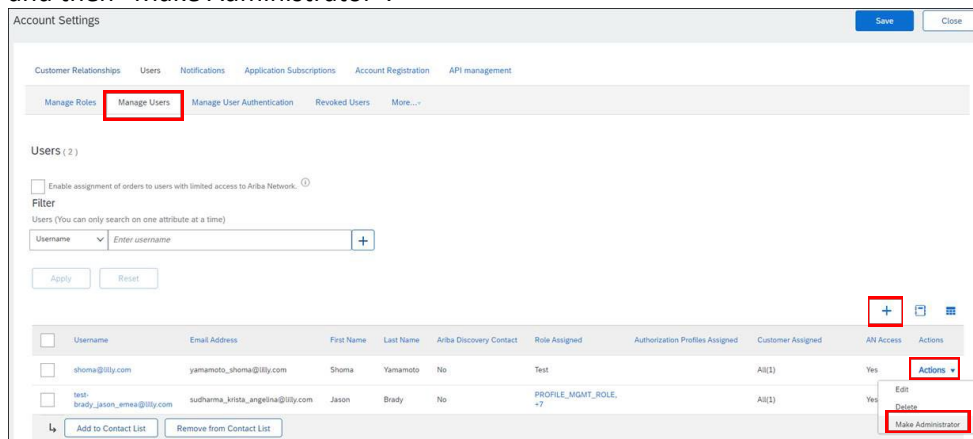 and then "Make Administrator".
Account Settings
Save
Close
Customer Relationships Users Notifications Application Subscriptions Account Registration API management
Manage Roles Manage Users Manage User Authentication Revoked Users More...
Users (2)
Enable assignment of orders to users with limited access to Ariba Network.
Filter
Users (You can only search on one attribute at a time)
Username Enter username +
Apply Reset
+
Username Email Address First Name Last Name Ariba Discovery Contact Role Assigned Authorization Profiles Assigned Customer Assigned AN Access Actions
shoma@lilly.com yamamoto_shoma@lilly.com Shoma Yamamoto No Test All(1) Yes Actions
test-
brady_jason_emea@lilly.com sudharma_krista_angelina@lilly.com Jason Brady No PROFILE_MGMT_ROLE,
+7 All(1) Yes
Edit
Delete
Make Administrator
Add to Contact List Remove from Contact List